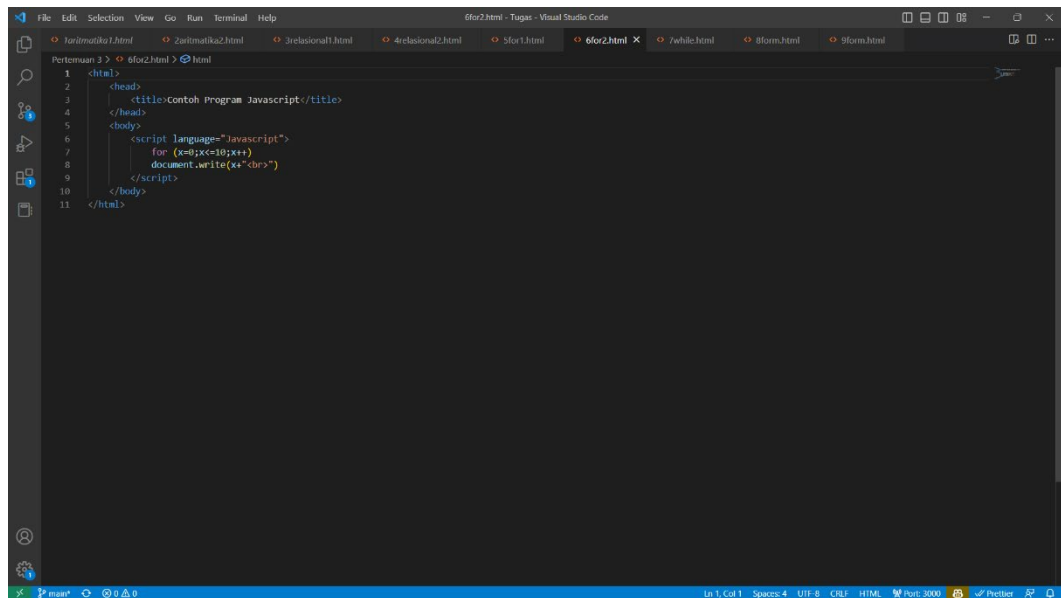 File Edit Selection View Go Run Terminal Help 6for2.html - Tugas - Visual Studio Code
1aritmatika1.html 2aritmatika2.html 3relasional1.html 4relasional2.html 5for1.html 6for2.html 7while.html 8form.html 9form.html
Pertemuan 3 > 6for2.html > html
1 <html>
2 <head>
3 <title>Contoh Program Javascript</title>
4 </head>
5 <body>
6 <script language="Javascript">
7 for (x=0;x<=10;x++)
8 document.write(x+"<br>")
9 </script>
10 </body>
11 </html>
main* 0 0 Ln 1, Col 1 Spaces: 4 UTF-8 CRLF HTML Port: 3000 Prettier